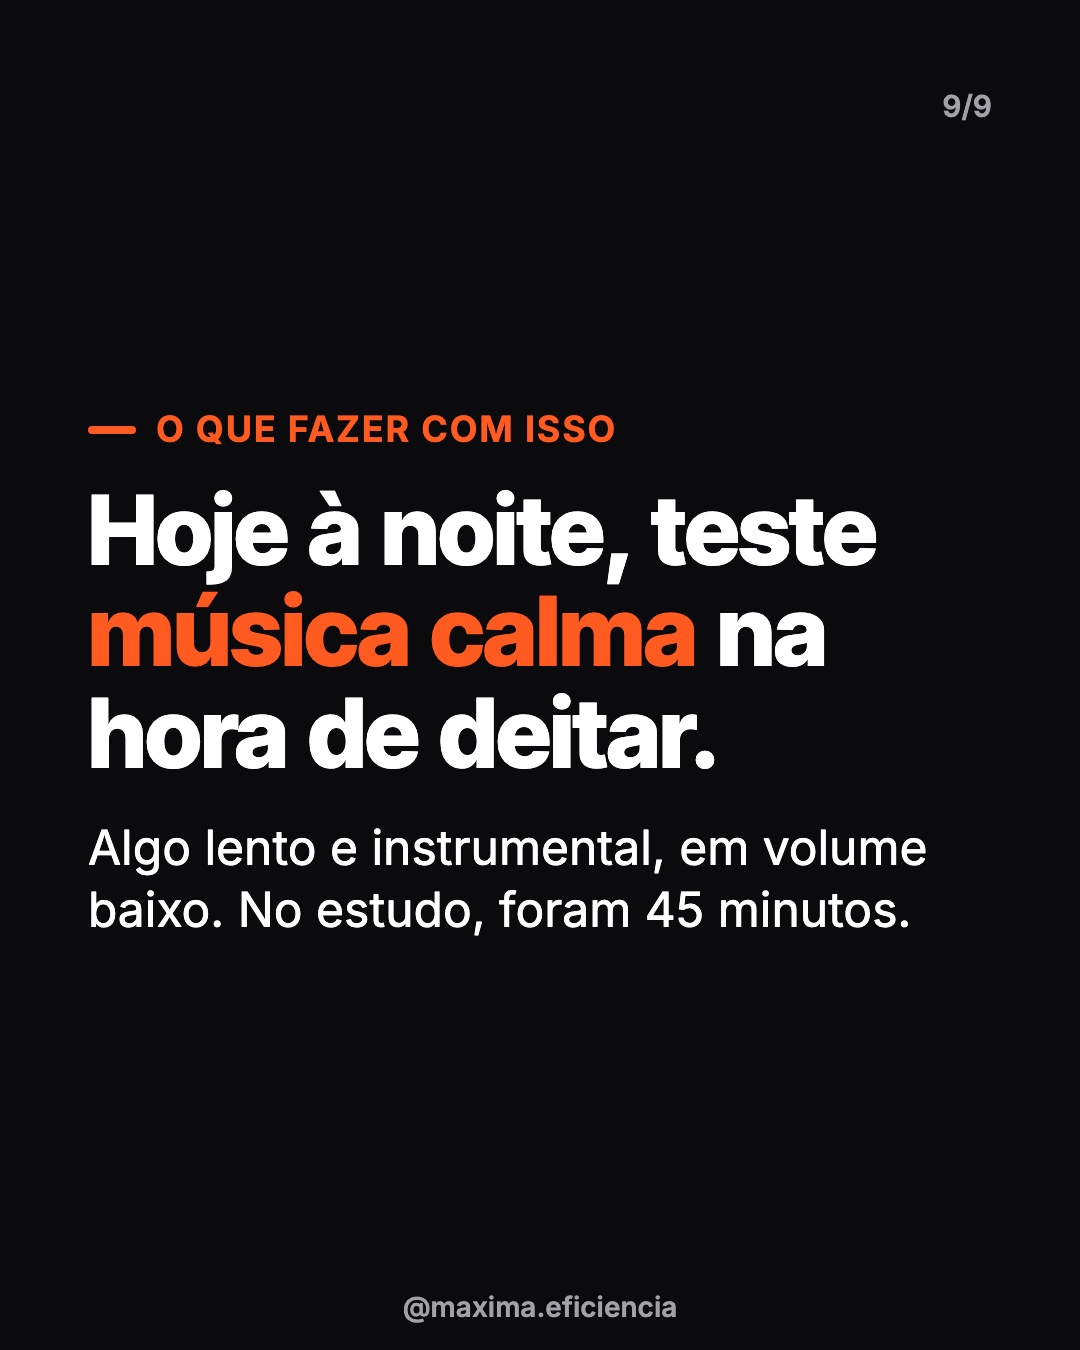 9/9
O QUE FAZER COM ISSO
Hoje à noite, teste
música calma na
hora de deitar.
Algo lento e instrumental, em volume
baixo. No estudo, foram 45 minutos.
@maxima.eficiencia